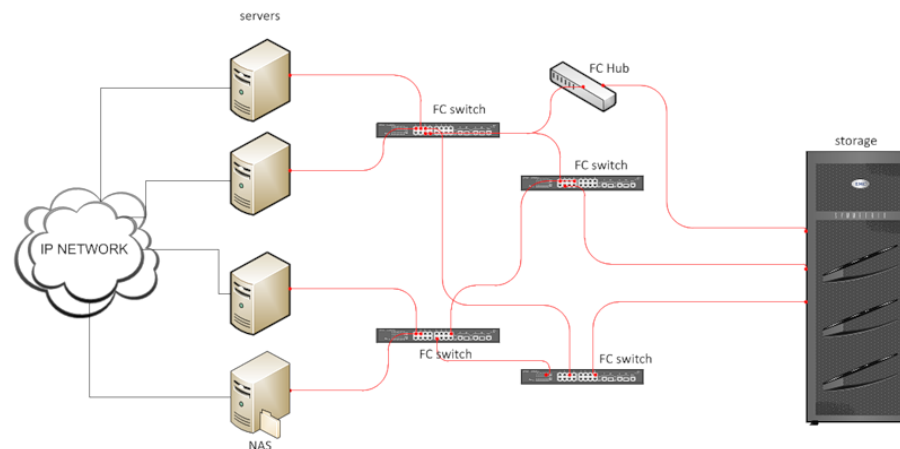 servers
FC Hub
FC switch
storage
FC switch
IP NETWORK
FC switch
FC switch
NAS